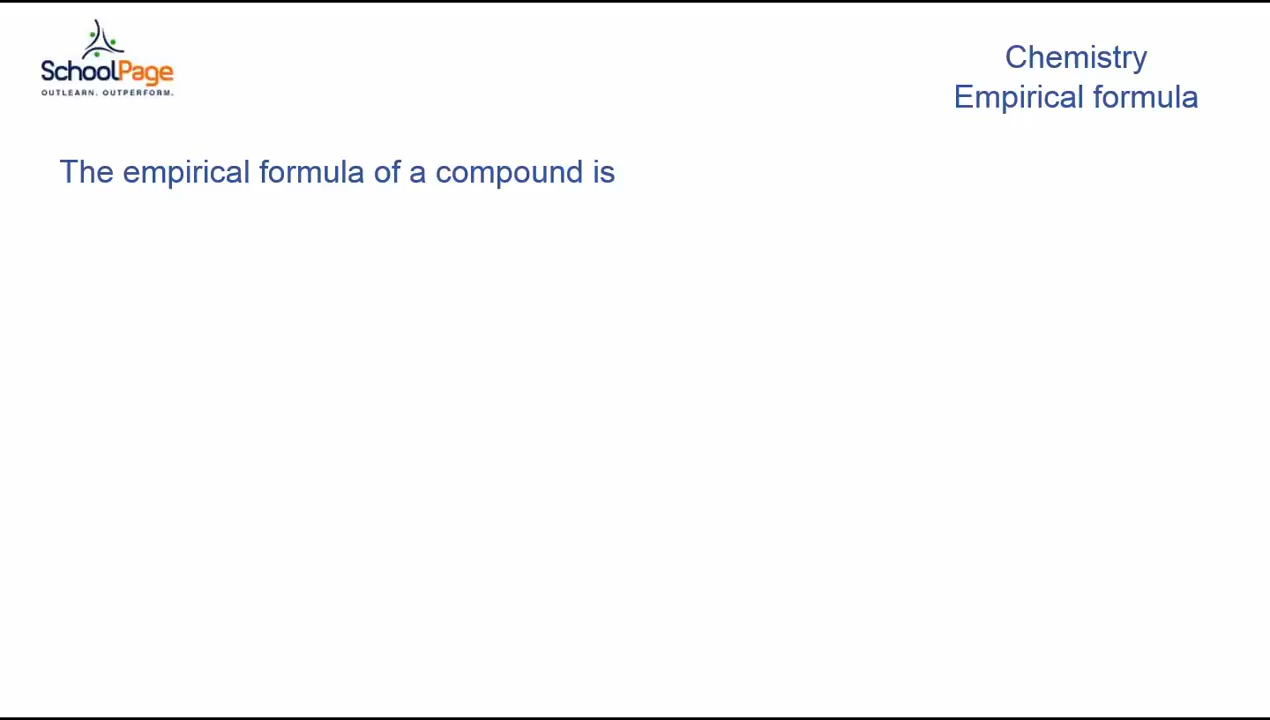 SchoolPage
OUTLEARN. OUTPERFORM.
Chemistry
Empirical formula
The empirical formula of a compound is